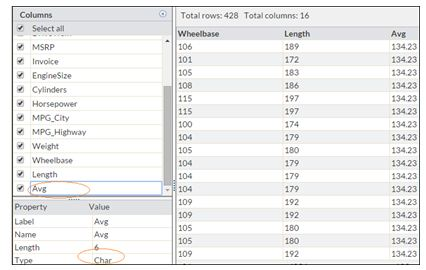 Columns
Total rows: 428 Total columns: 16
Select all
MSRP
Invoice
EngineSize
Cylinders
Horsepower
MPG_City
MPG_Highway
Weight
Wheelbase
Length
Avg
Property Value
Label Avg
Name Avg
Length 6
Type Char
Wheelbase Length Avg
106 189 134.23
101 172 134.23
105 183 134.23
108 186 134.23
115 197 134.23
115 197 134.23
100 174 134.23
104 179 134.23
105 180 134.23
104 179 134.23
104 179 134.23
104 179 134.23
109 192 134.23
109 192 134.23
105 180 134.23
105 180 134.23
109 192 134.23